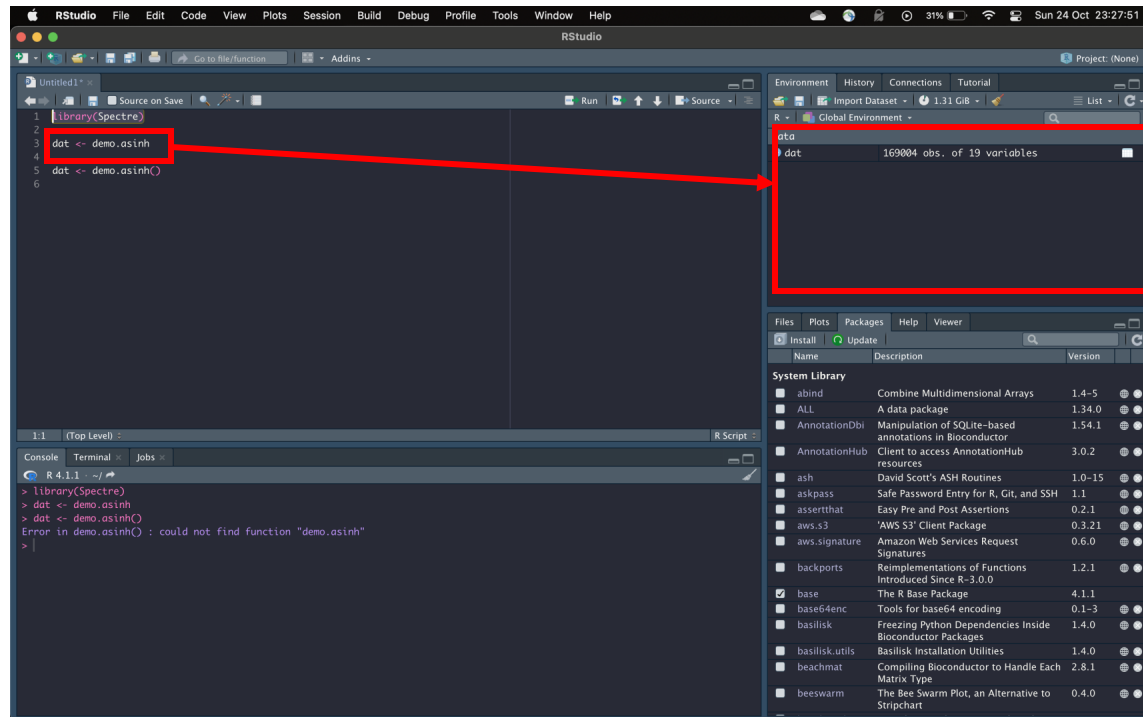 RStudio File Edit Code View Plots Session Build Debug Profile Tools Window Help 31% Sun 24 Oct 23:27:51
RStudio
Go to file/function Addins Project: (None)
Untitled1*
Source on Save Run Source
1 library(Spectre)
2
3 dat <- demo.asinh
4
5 dat <- demo.asinh()
6
1:1 (Top Level) R Script
Console Terminal Jobs
R 4.1.1 · ~/
> library(Spectre)
> dat <- demo.asinh
> dat <- demo.asinh()
Error in demo.asinh() : could not find function "demo.asinh"
>
Environment History Connections Tutorial
Import Dataset 1.31 GiB List
R Global Environment
ata
dat 169004 obs. of 19 variables
Files Plots Packages Help Viewer
Install Update
Name Description Version
System Library
abind Combine Multidimensional Arrays 1.4-5
ALL A data package 1.34.0
AnnotationDbi Manipulation of SQLite-based 1.54.1
annotations in Bioconductor
AnnotationHub Client to access AnnotationHub 3.0.2
resources
ash David Scott's ASH Routines 1.0-15
askpass Safe Password Entry for R, Git, and SSH 1.1
assertthat Easy Pre and Post Assertions 0.2.1
aws.s3 'AWS S3' Client Package 0.3.21
aws.signature Amazon Web Services Request 0.6.0
Signatures
backports Reimplementations of Functions 1.2.1
Introduced Since R-3.0.0
base The R Base Package 4.1.1
base64enc Tools for base64 encoding 0.1-3
basilisk Freezing Python Dependencies Inside 1.4.0
Bioconductor Packages
basilisk.utils Basilisk Installation Utilities 1.4.0
beachmat Compiling Bioconductor to Handle Each 2.8.1
Matrix Type
beeswarm The Bee Swarm Plot, an Alternative to 0.4.0
Stripchart